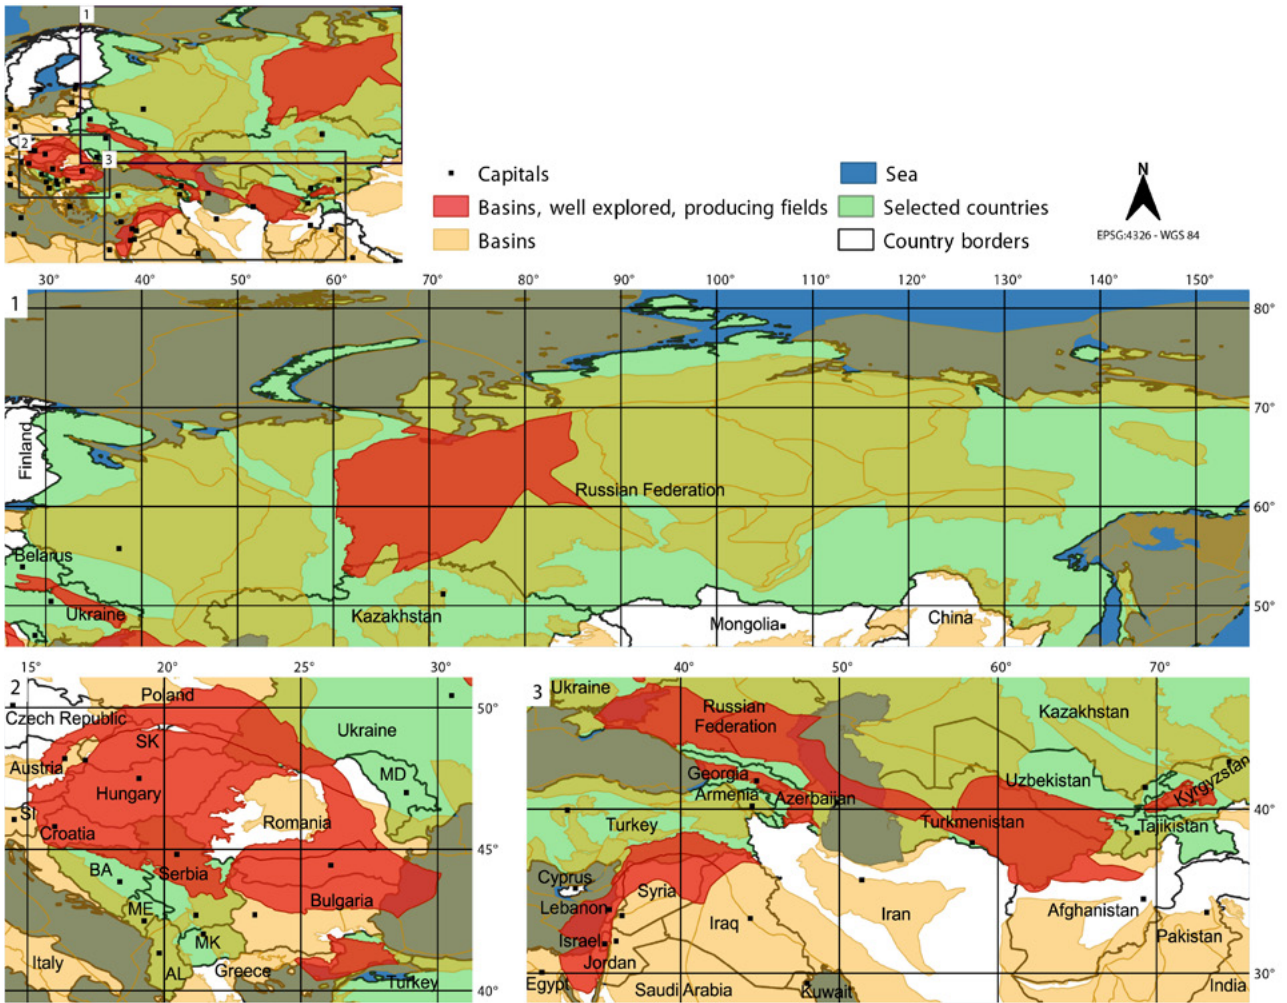 1
2
3
Capitals
Basins, well explored, producing fields
Basins
Sea
Selected countries
Country borders
N
EPSG:4326 - WGS 84
30° 40° 50° 60° 70° 80° 90° 100° 110° 120° 130° 140° 150°
1
80°
70°
Finland
Russian Federation
60°
Belarus
Ukraine
Kazakhstan
Mongolia
China
50°
15° 20° 25° 30°
2
Poland
50°
Czech Republic
SK
Ukraine
Austria
MD
Hungary
SI
Croatia
Romania
45°
BA
Serbia
ME
Bulgaria
MK
Italy
AL
Greece
Turkey
40°
40° 50° 60° 70°
3
Ukraine
Russian
Federation
Kazakhstan
Georgia
Uzbekistan
Kyrgyzstan
Armenia
Azerbaijan
40°
Turkey
Turkmenistan
Tajikistan
Cyprus
Syria
Lebanon
Iraq
Iran
Afghanistan
Israel
Pakistan
Jordan
30°
Egypt
Saudi Arabia
Kuwait
India